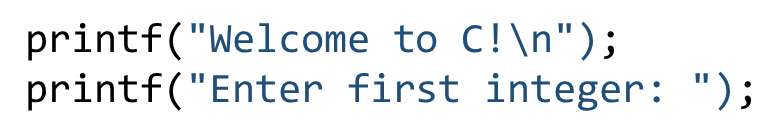 printf("Welcome to C!\n");
printf("Enter first integer: ");